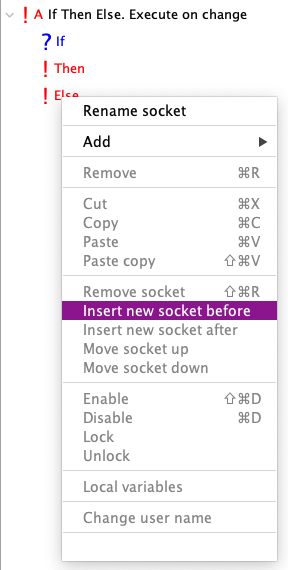 ! A If Then Else. Execute on change
? If
! Then
! Else
Rename socket
Add
Remove ⌘R
Cut ⌘X
Copy ⌘C
Paste ⌘V
Paste copy ⇧⌘V
Remove socket ⇧⌘R
Insert new socket before
Insert new socket after
Move socket up
Move socket down
Enable ⇧⌘D
Disable ⌘D
Lock
Unlock
Local variables
Change user name